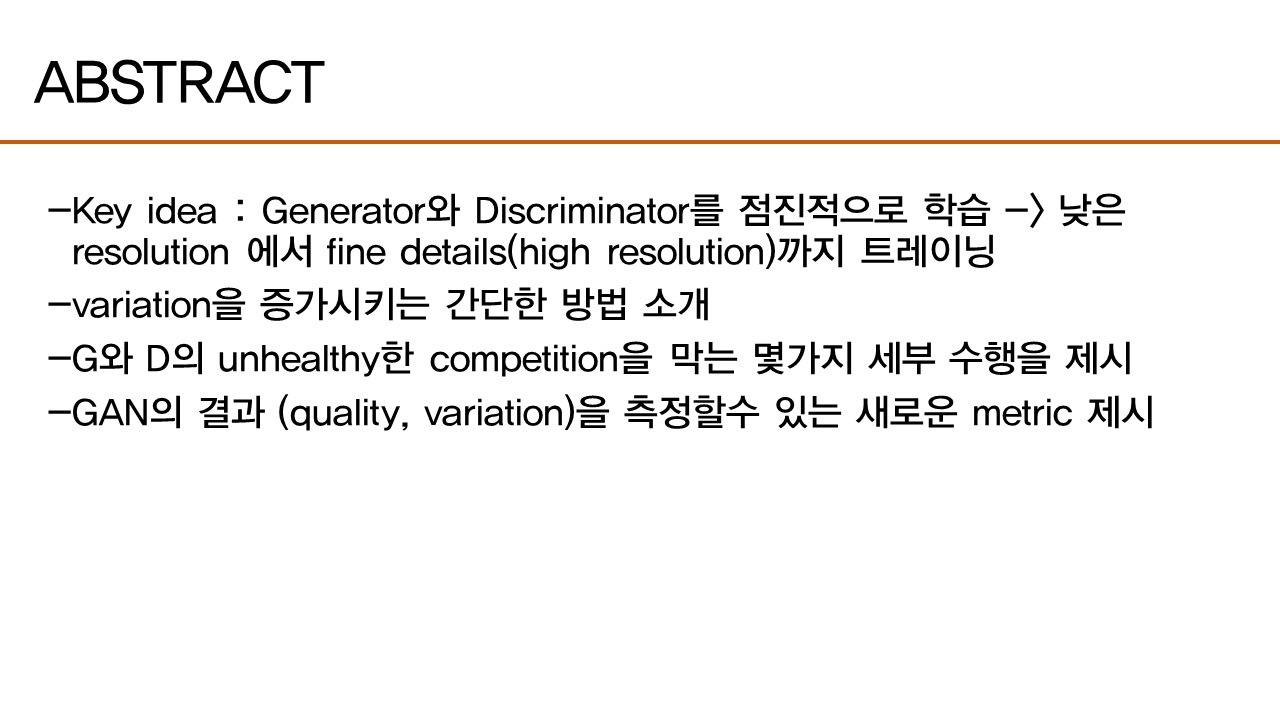 ABSTRACT
–Key idea : Generator와 Discriminator를 점진적으로 학습 –> 낮은
resolution 에서 fine details(high resolution)까지 트레이닝
–variation을 증가시키는 간단한 방법 소개
–G와 D의 unhealthy한 competition을 막는 몇가지 세부 수행을 제시
–GAN의 결과 (quality, variation)을 측정할수 있는 새로운 metric 제시